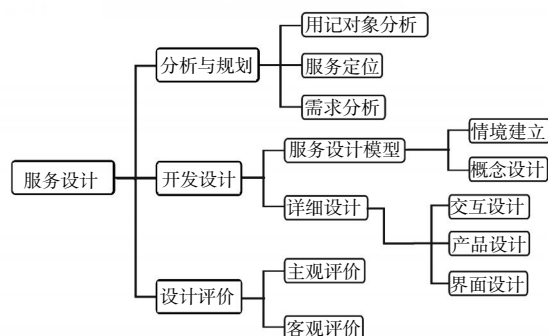 用记对象分析
分析与规划
服务定位
需求分析
情境建立
服务设计模型
概念设计
服务设计
开发设计
详细设计
交互设计
产品设计
界面设计
主观评价
设计评价
客观评价